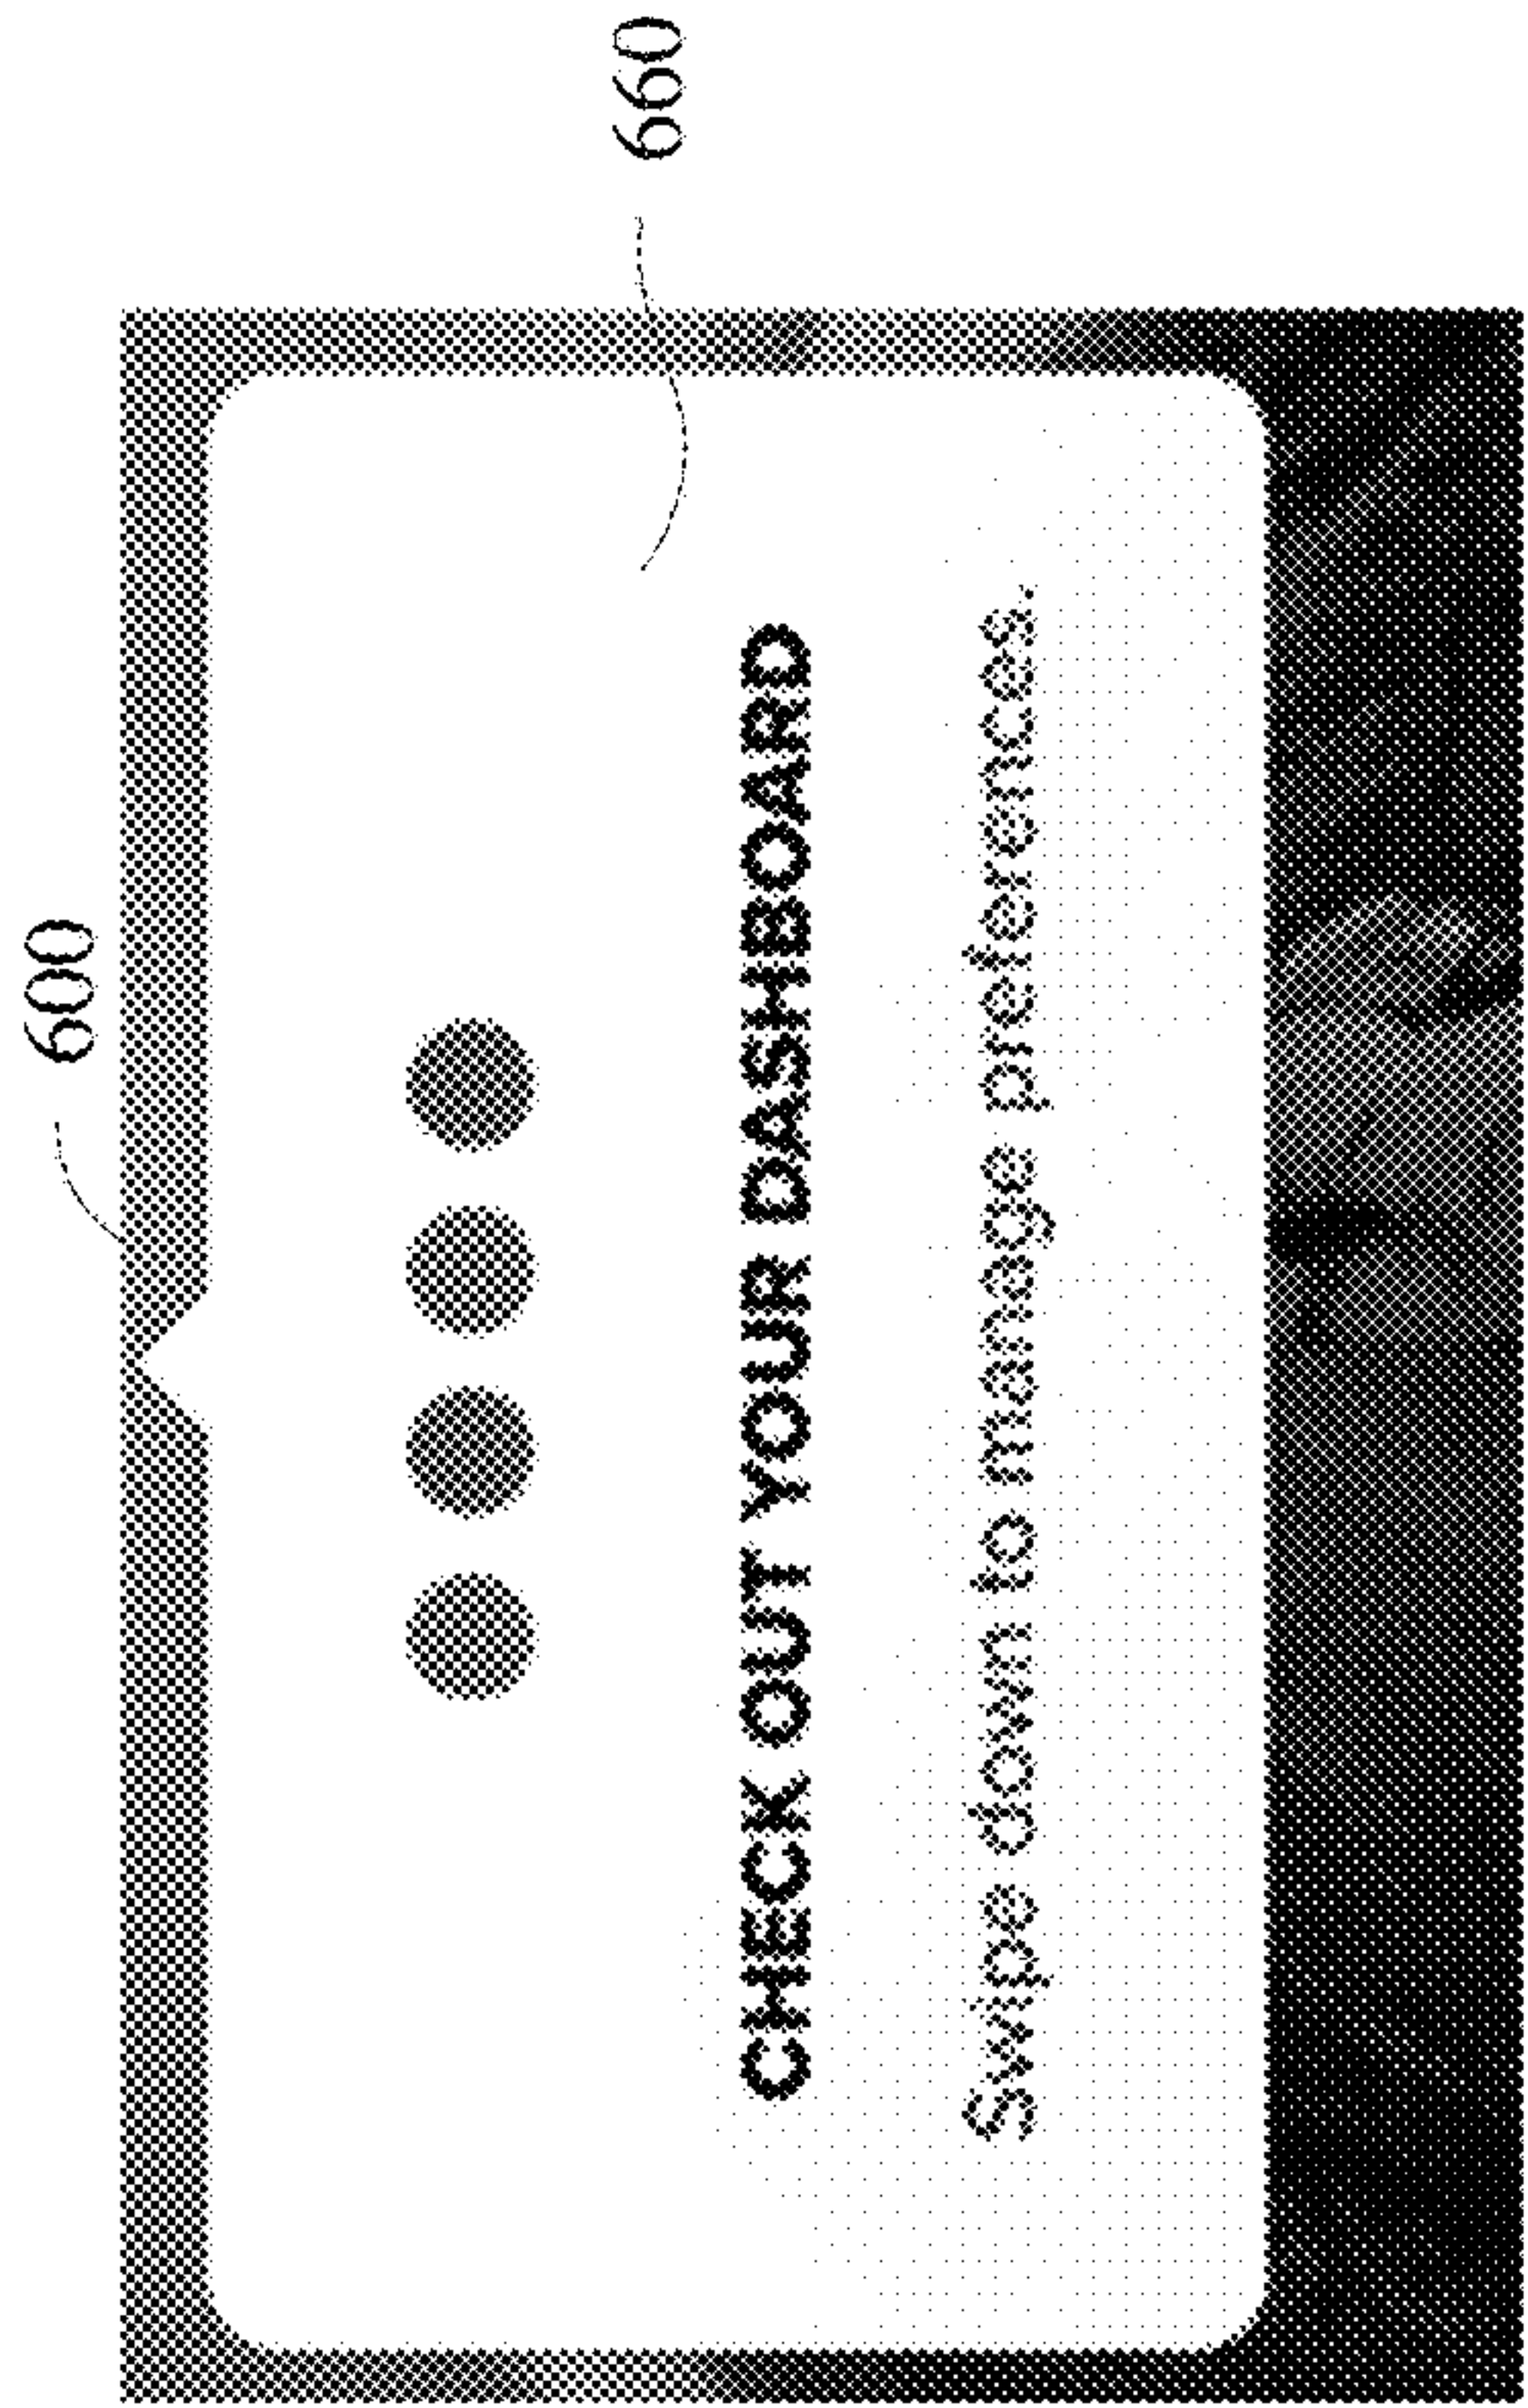 600
660
CHECK OUT YOUR DASHBOARD
Swipe down to manage preferences.